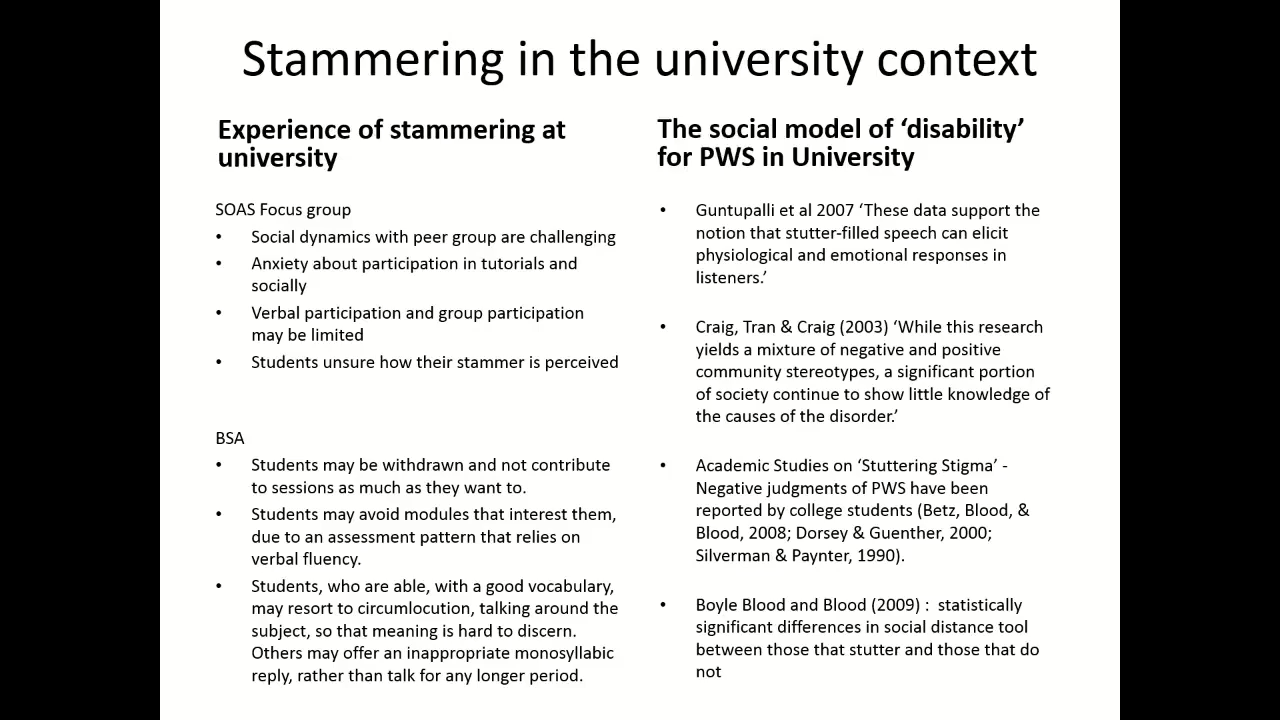 Stammering in the university context
Experience of stammering at
university
SOAS Focus group
• Social dynamics with peer group are challenging
• Anxiety about participation in tutorials and
socially
• Verbal participation and group participation
may be limited
• Students unsure how their stammer is perceived
BSA
• Students may be withdrawn and not contribute
to sessions as much as they want to.
• Students may avoid modules that interest them,
due to an assessment pattern that relies on
verbal fluency.
• Students, who are able, with a good vocabulary,
may resort to circumlocution, talking around the
subject, so that meaning is hard to discern.
Others may offer an inappropriate monosyllabic
reply, rather than talk for any longer period.
The social model of ‘disability’
for PWS in University
• Guntupalli et al 2007 ‘These data support the
notion that stutter-filled speech can elicit
physiological and emotional responses in
listeners.’
• Craig, Tran & Craig (2003) ‘While this research
yields a mixture of negative and positive
community stereotypes, a significant portion
of society continue to show little knowledge of
the causes of the disorder.’
• Academic Studies on ‘Stuttering Stigma’ -
Negative judgments of PWS have been
reported by college students (Betz, Blood, &
Blood, 2008; Dorsey & Guenther, 2000;
Silverman & Paynter, 1990).
• Boyle Blood and Blood (2009) :  statistically
significant differences in social distance tool
between those that stutter and those that do
not